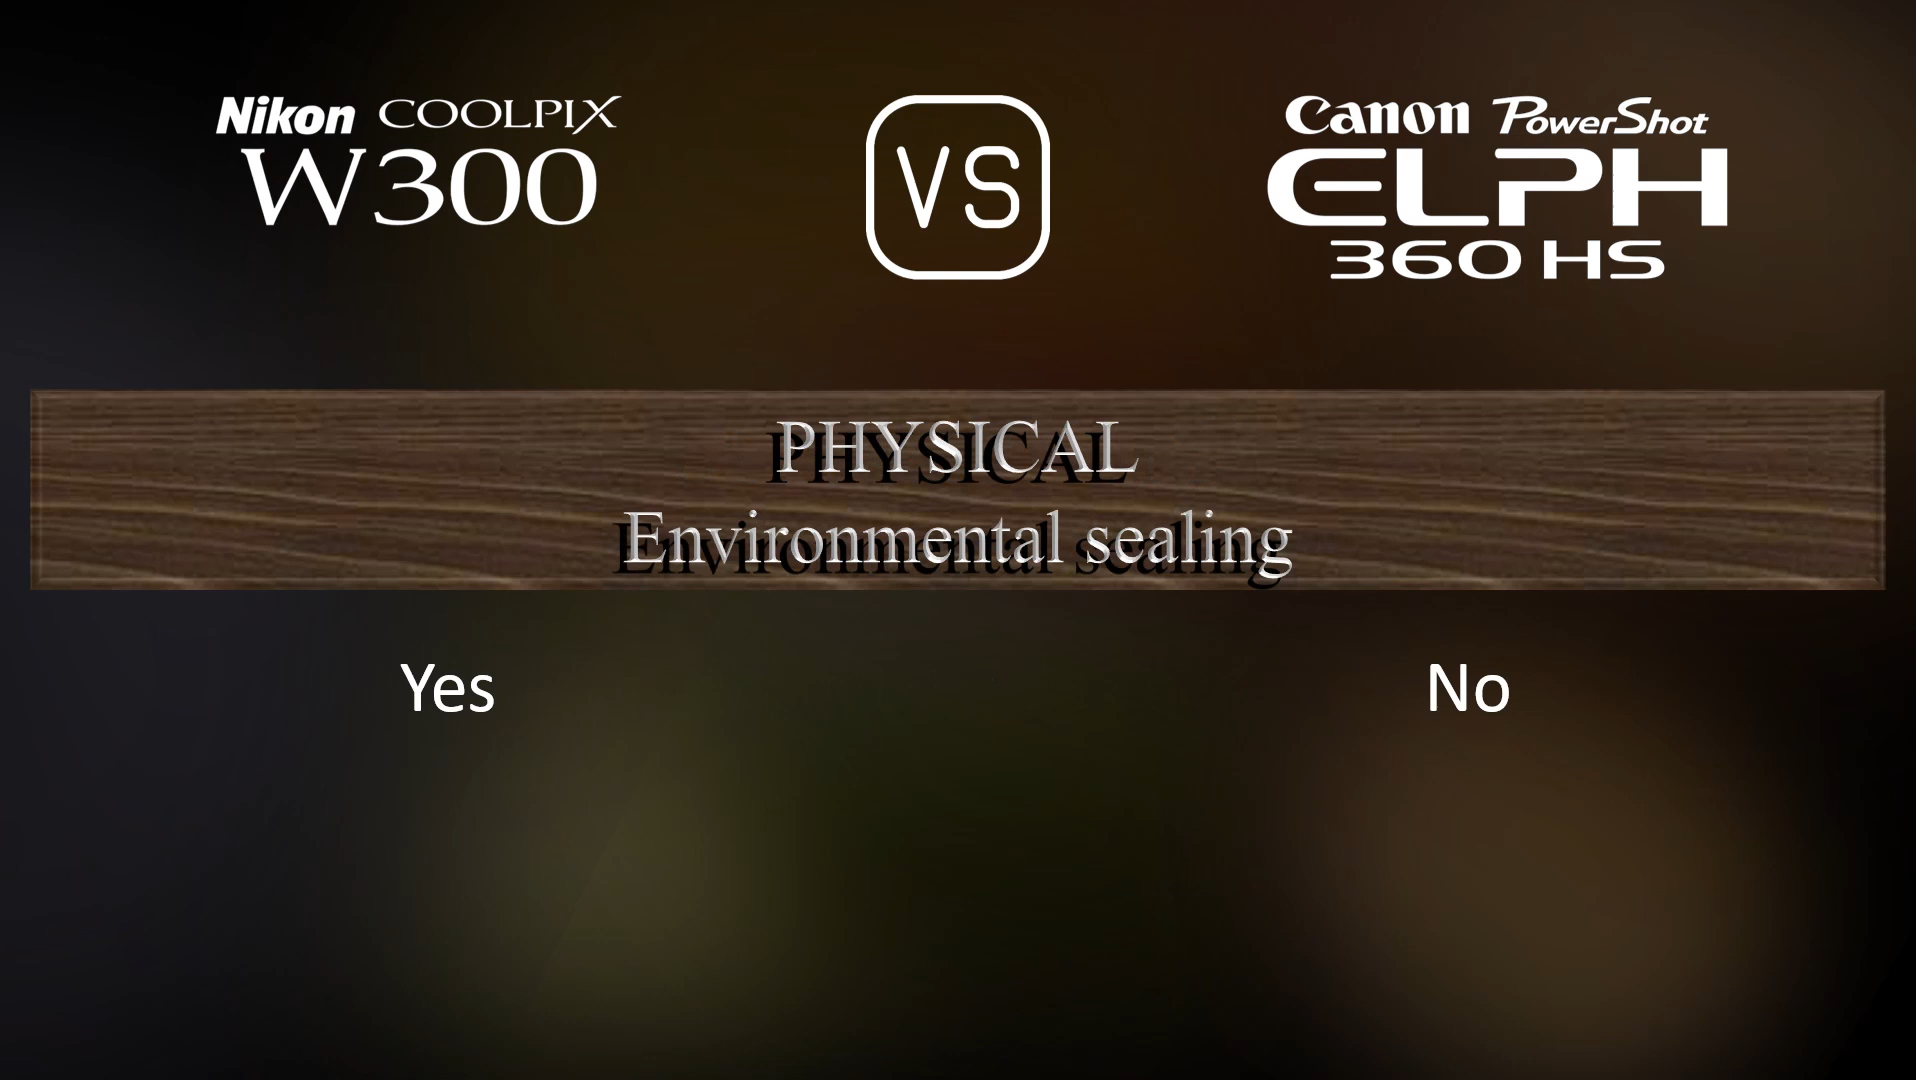 Nikon COOLPIX
W300
VS
Canon PowerShot
ELPH
360 HS
PHYSICAL
Environmental sealing
Yes
No